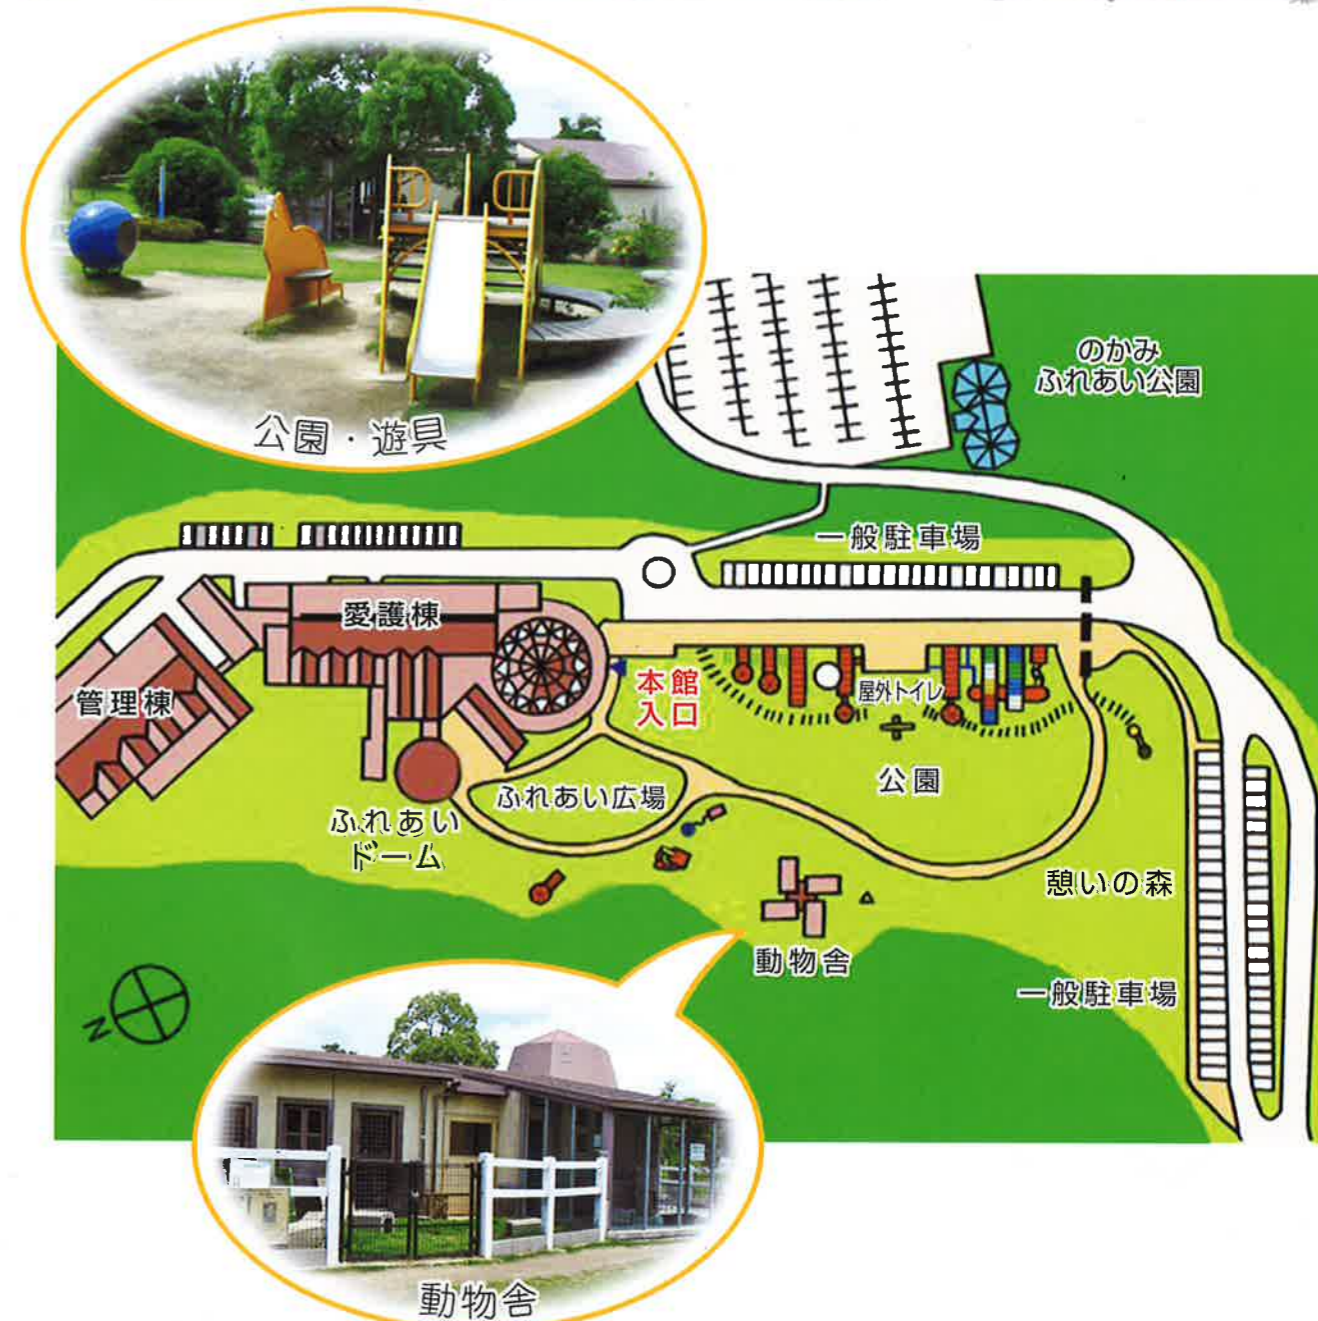 公園・遊具
のかみ
ふれあい公園
一般駐車場
愛護棟
管理棟
本館
入口
屋外トイレ
公園
ふれあい広場
ふれあい
ドーム
憩いの森
動物舎
一般駐車場
N
動物舎